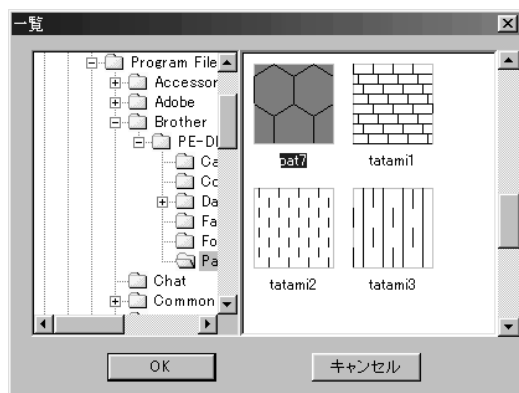 一覧
Program File
Accessor
Adobe
Brother
PE-DI
Ca
Co
Da
Fa
Fo
Pa
Chat
Common
pat7
tatami1
tatami2
tatami3
OK
キャンセル